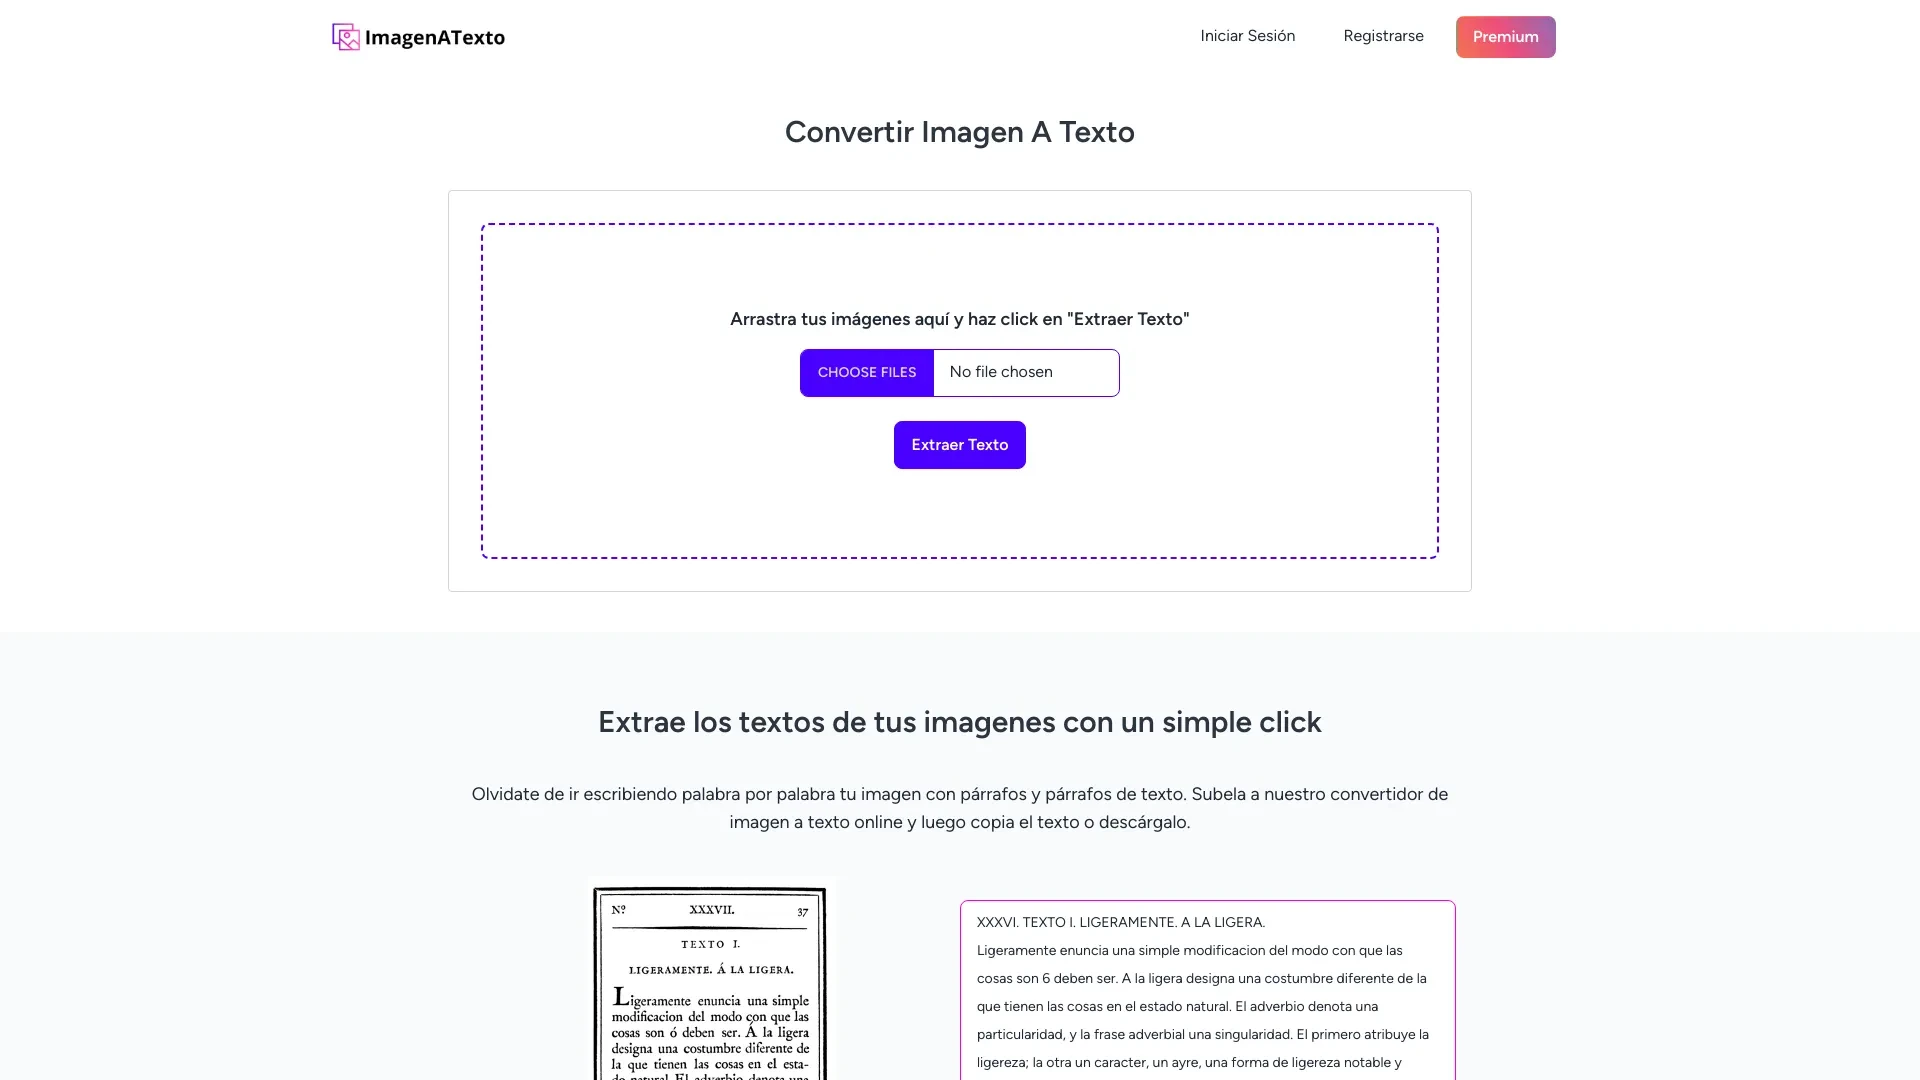 ImagenATexto
Iniciar Sesión
Registrarse
Premium
Convertir Imagen A Texto
Arrastra tus imágenes aquí y haz click en "Extraer Texto"
CHOOSE FILES
No file chosen
Extraer Texto
Extrae los textos de tus imagenes con un simple click
Olvidate de ir escribiendo palabra por palabra tu imagen con párrafos y párrafos de texto. Subela a nuestro convertidor de
imagen a texto online y luego copia el texto o descárgalo.
Nº XXXVII. 37
TEXTO I.
LIGERAMENTE. Á LA LIGERA.
Ligeramente enuncia una simple
modificacion del modo con que las
cosas son ó deben ser. Á la ligera
designa una costumbre diferente de
la que tienen las cosas en el esta-
do natural. El adverbio denota una
XXXVI. TEXTO I. LIGERAMENTE. A LA LIGERA.
Ligeramente enuncia una simple modificacion del modo con que las
cosas son 6 deben ser. A la ligera designa una costumbre diferente de la
que tienen las cosas en el estado natural. El adverbio denota una
particularidad, y la frase adverbial una singularidad. El primero atribuye la
ligereza; la otra un caracter, un ayre, una forma de ligereza notable y